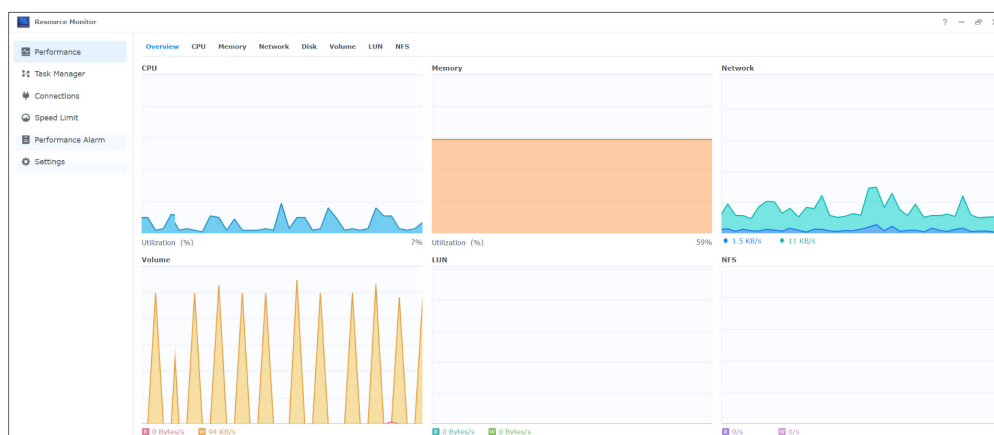 Resource Monitor
?
Performance
Task Manager
Connections
Speed Limit
Performance Alarm
Settings
Overview CPU Memory Network Disk Volume LUN NFS
CPU
Utilization (%) 7%
Memory
Utilization (%) 59%
Network
1.5 KB/s 11 KB/s
Volume
R 0 Bytes/s W 94 KB/s
LUN
R 0 Bytes/s W 0 Bytes/s
NFS
R 0/s W 0/s